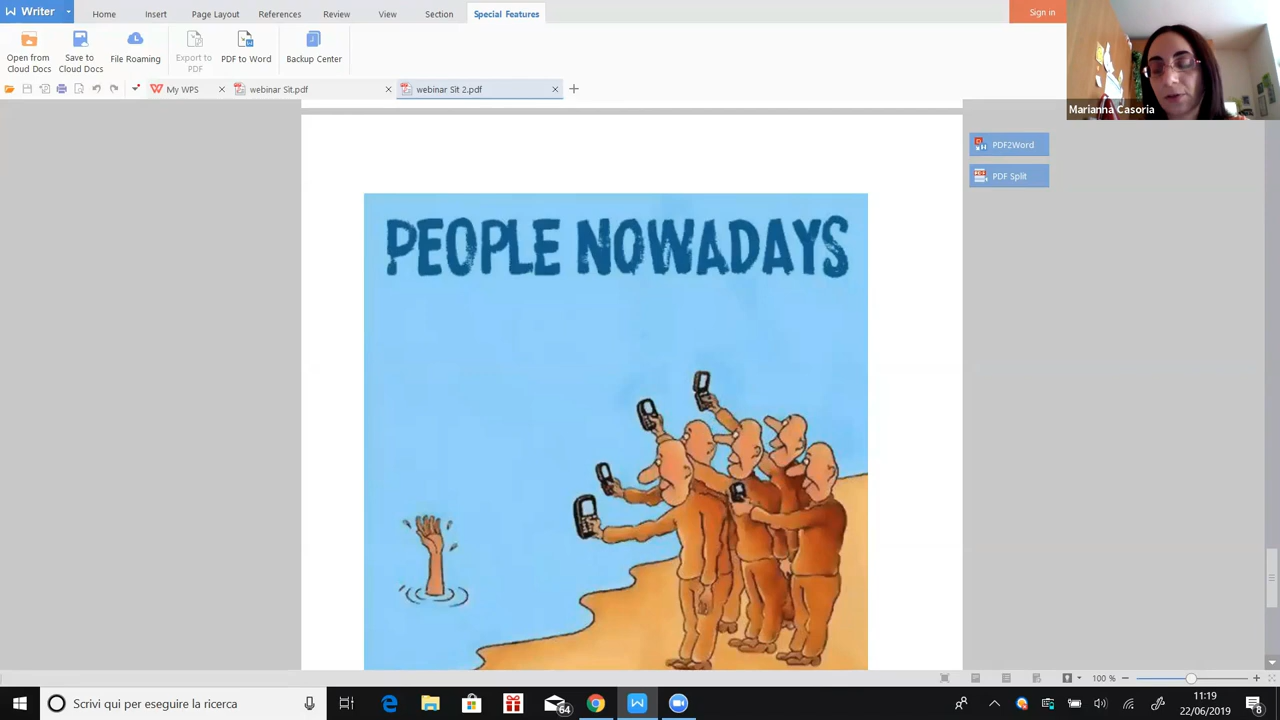 Writer
Home Insert Page Layout References Review View Section Special Features
Sign in
Open from Cloud Docs
Save to Cloud Docs
File Roaming
Export to PDF
PDF to Word
Backup Center
My WPS
webinar Sit.pdf
webinar Sit 2.pdf
Marianna Casoria
PDF2Word
PDF Split
PEOPLE NOWADAYS
100 %
Scrivi qui per eseguire la ricerca
64
11:19
22/06/2019
8